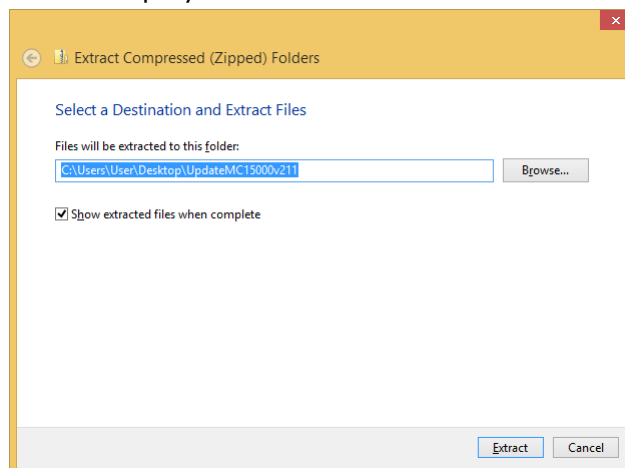 Extract Compressed (Zipped) Folders
Select a Destination and Extract Files
Files will be extracted to this folder:
C:\Users\User\Desktop\UpdateMC15000v211 Browse...
Show extracted files when complete
Extract Cancel